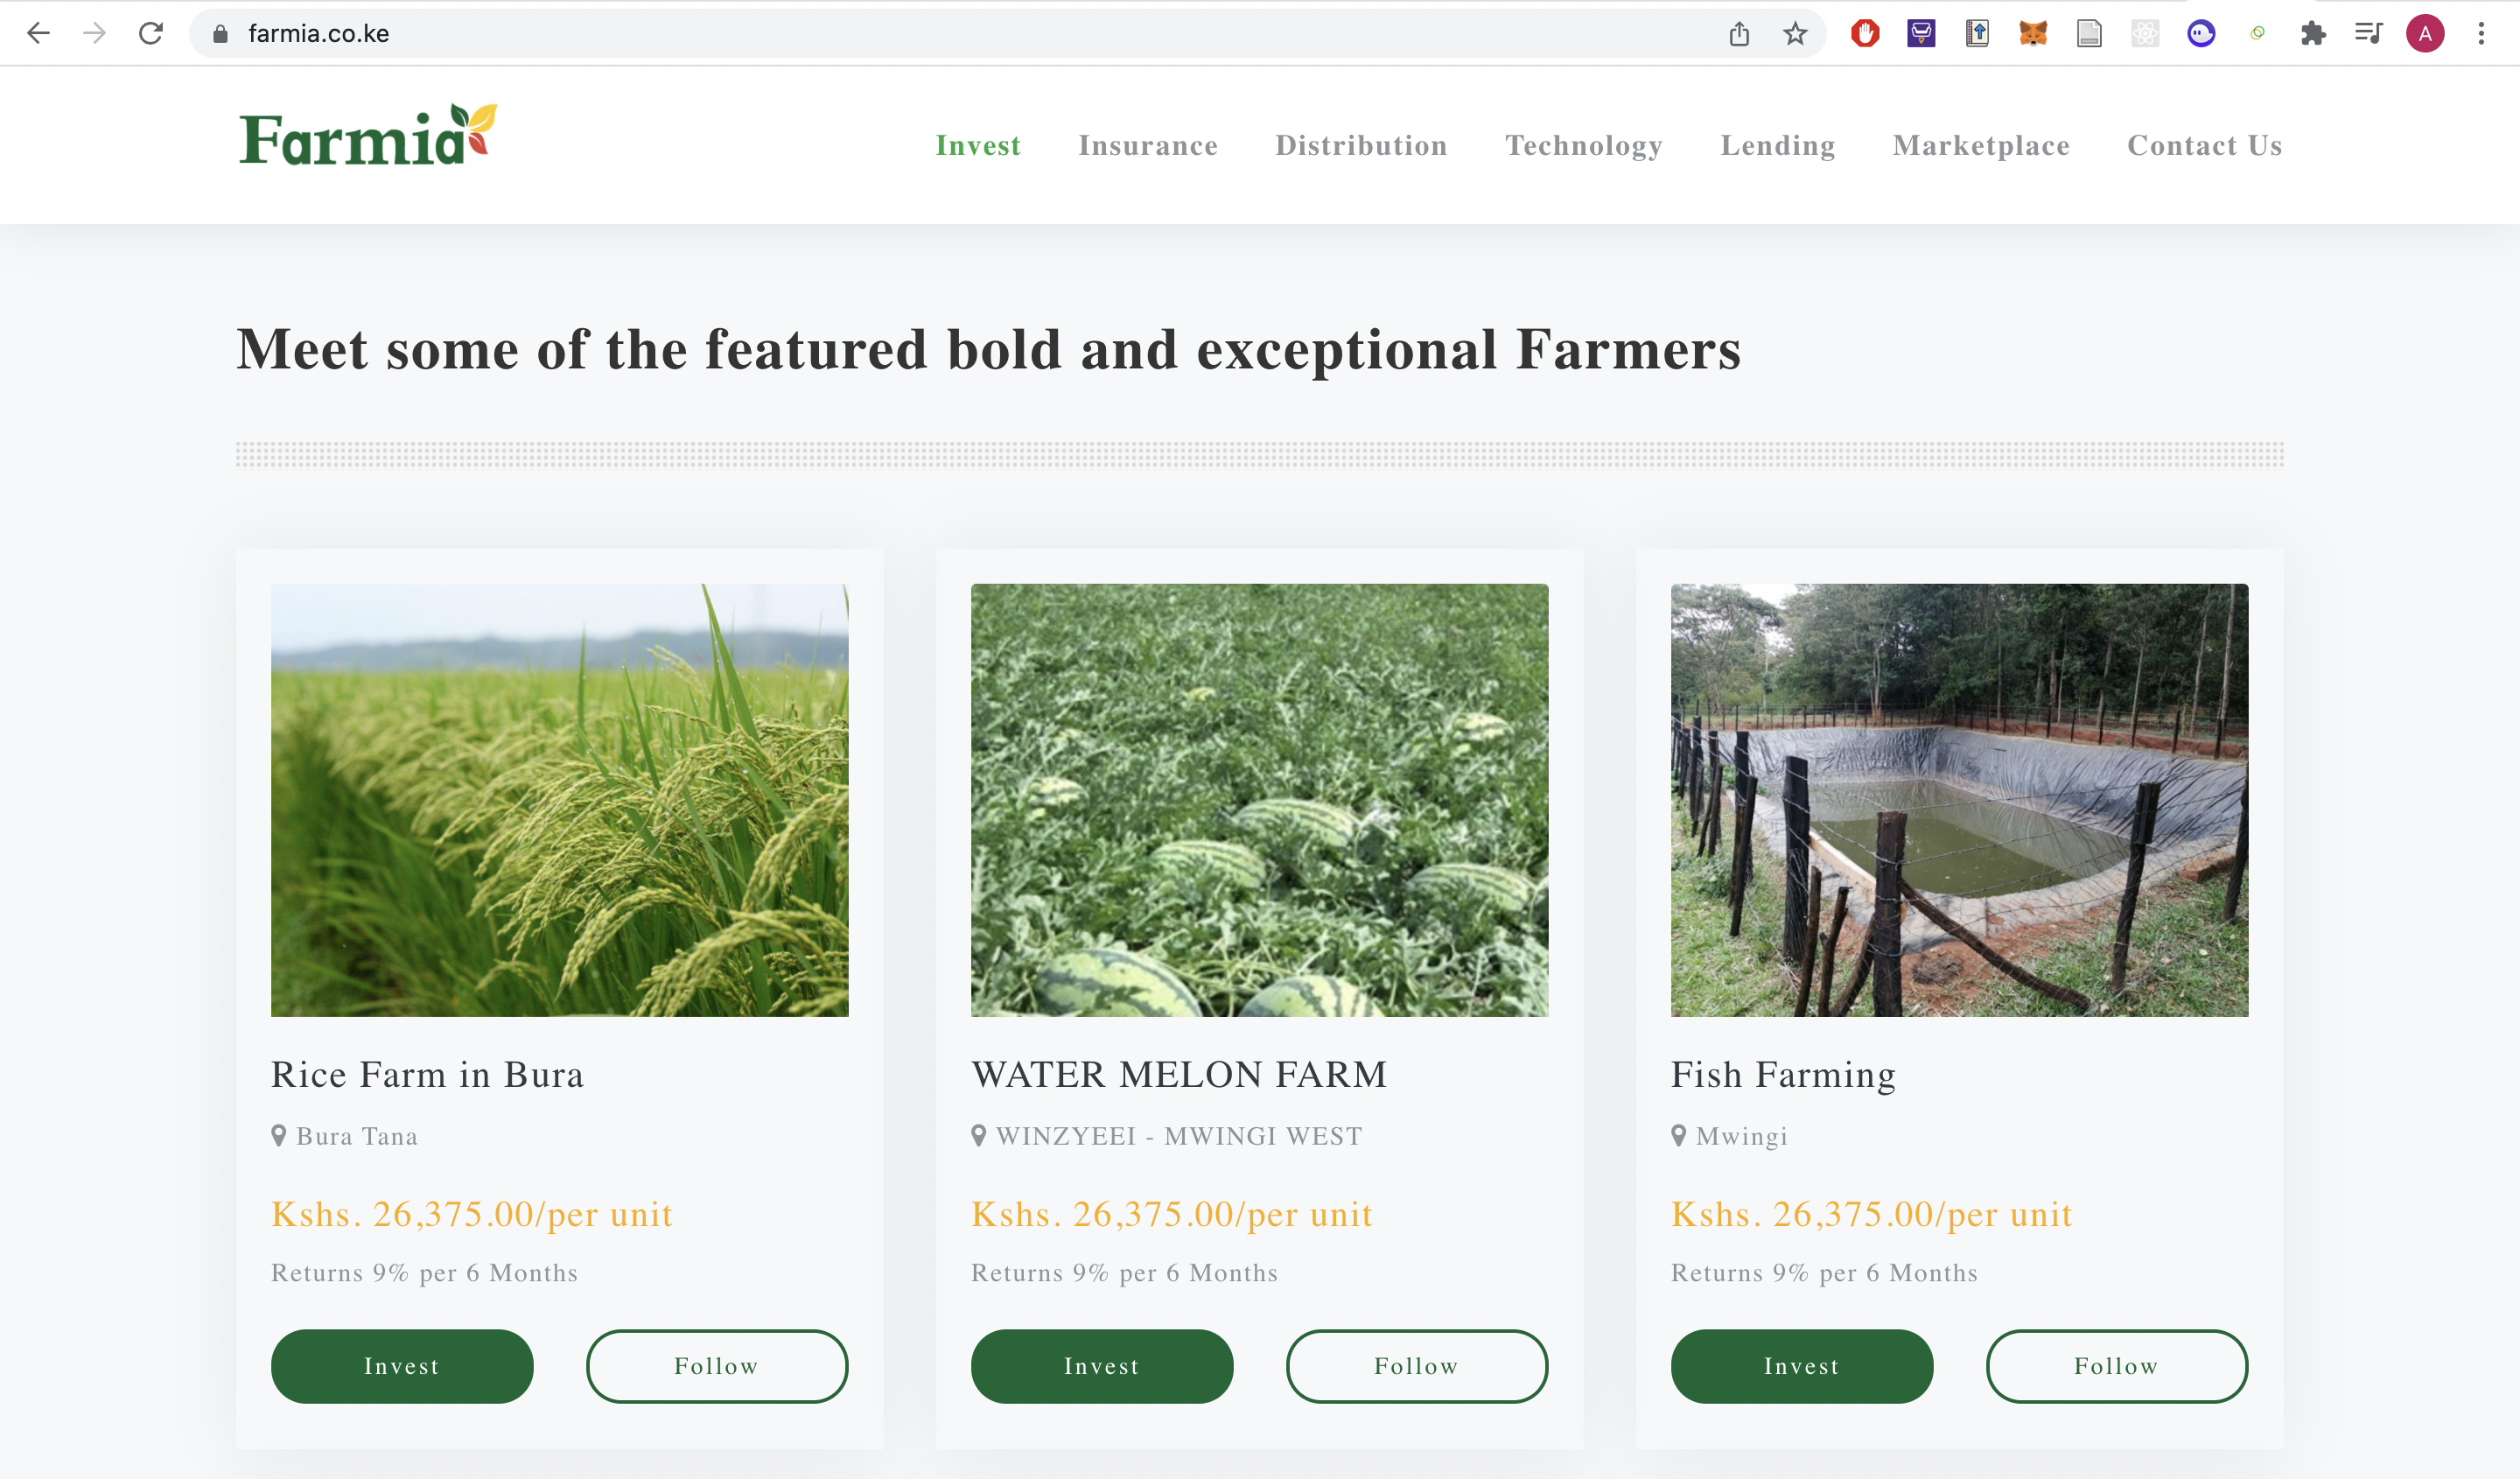 farmia.co.ke
A
Farmia
Invest Insurance Distribution Technology Lending Marketplace Contact Us
Meet some of the featured bold and exceptional Farmers
Rice Farm in Bura
Bura Tana
Kshs. 26,375.00/per unit
Returns 9% per 6 Months
Invest Follow
WATER MELON FARM
WINZYEEI - MWINGI WEST
Kshs. 26,375.00/per unit
Returns 9% per 6 Months
Invest Follow
Fish Farming
Mwingi
Kshs. 26,375.00/per unit
Returns 9% per 6 Months
Invest Follow